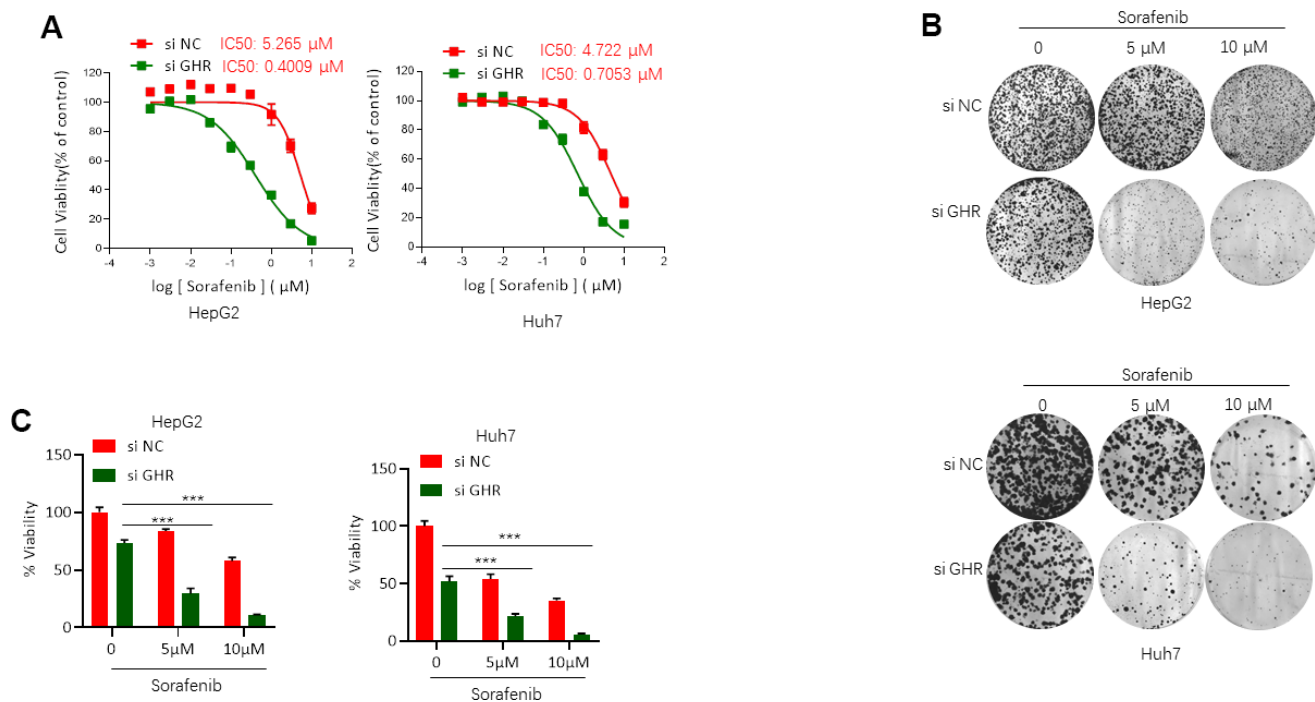 A
si NC IC50: 5.265 μM
si GHR IC50: 0.4009 μM
120
100
80
60
40
20
0
Cell Viablity(% of control)
-4 -3 -2 -1 0 1 2
log [ Sorafenib ] ( μM)
HepG2
si NC IC50: 4.722 μM
si GHR IC50: 0.7053 μM
120
100
80
60
40
20
0
Cell Viablity(% of control)
-4 -3 -2 -1 0 1 2
log [ Sorafenib ] ( μM)
Huh7
B
Sorafenib
0 5 μM 10 μM
si NC
si GHR
HepG2
Sorafenib
0 5 μM 10 μM
si NC
si GHR
Huh7
C
HepG2
si NC
si GHR
150
100
50
0
% Viability
***
***
0 5μM 10μM
Sorafenib
Huh7
si NC
si GHR
150
100
50
0
% Viability
***
***
0 5μM 10μM
Sorafenib